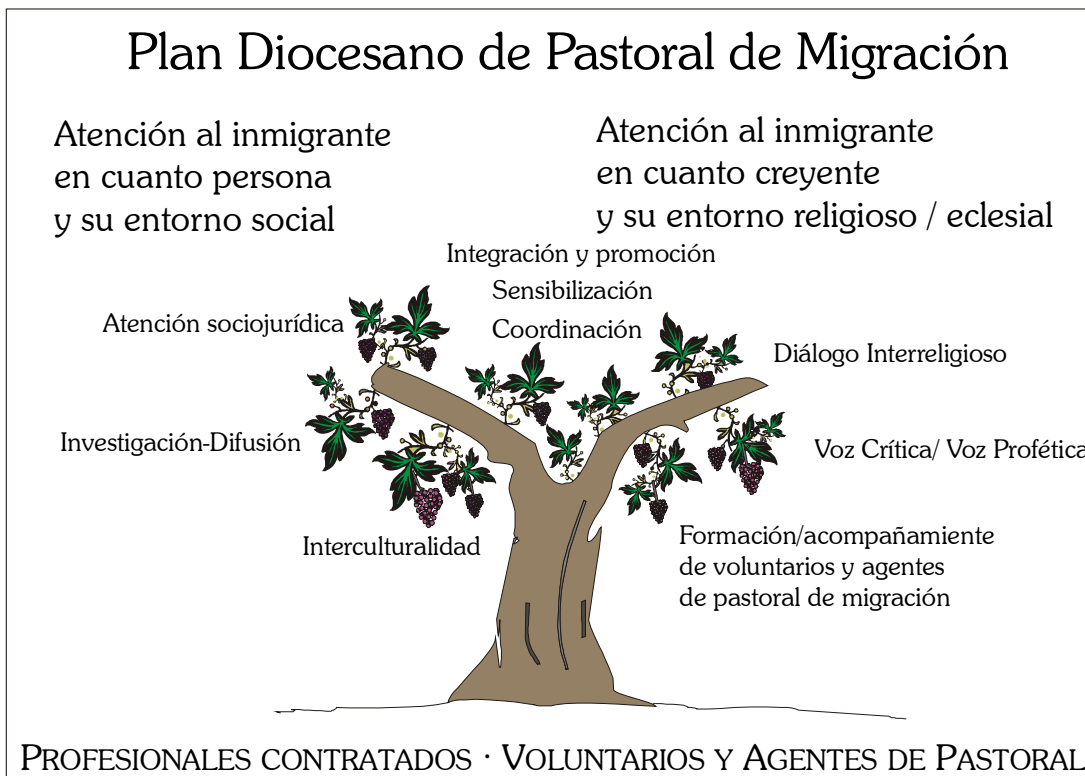 Plan Diocesano de Pastoral de Migración
Atención al inmigrante
en cuanto persona
y su entorno social
Atención al inmigrante
en cuanto creyente
y su entorno religioso / eclesial
Integración y promoción
Sensibilización
Coordinación
Atención sociojurídica
Diálogo Interreligioso
Investigación-Difusión
Voz Crítica/ Voz Profética
Interculturalidad
Formación/acompañamiente
de voluntarios y agentes
de pastoral de migración
PROFESIONALES CONTRATADOS · VOLUNTARIOS Y AGENTES DE PASTORAL